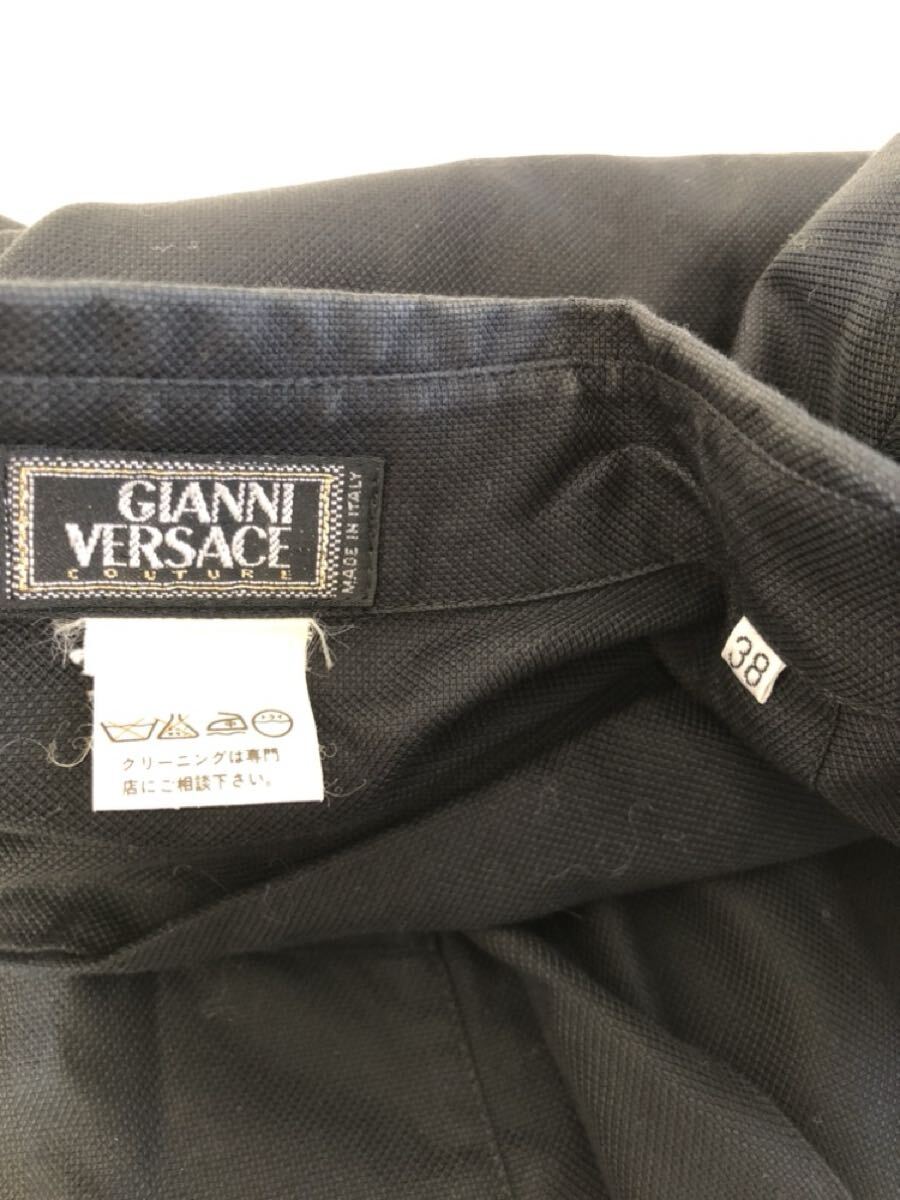 GIANNI
VERSACE
COUTURE
MADE IN ITALY
38
クリーニングは専門
店にご相談下さい。